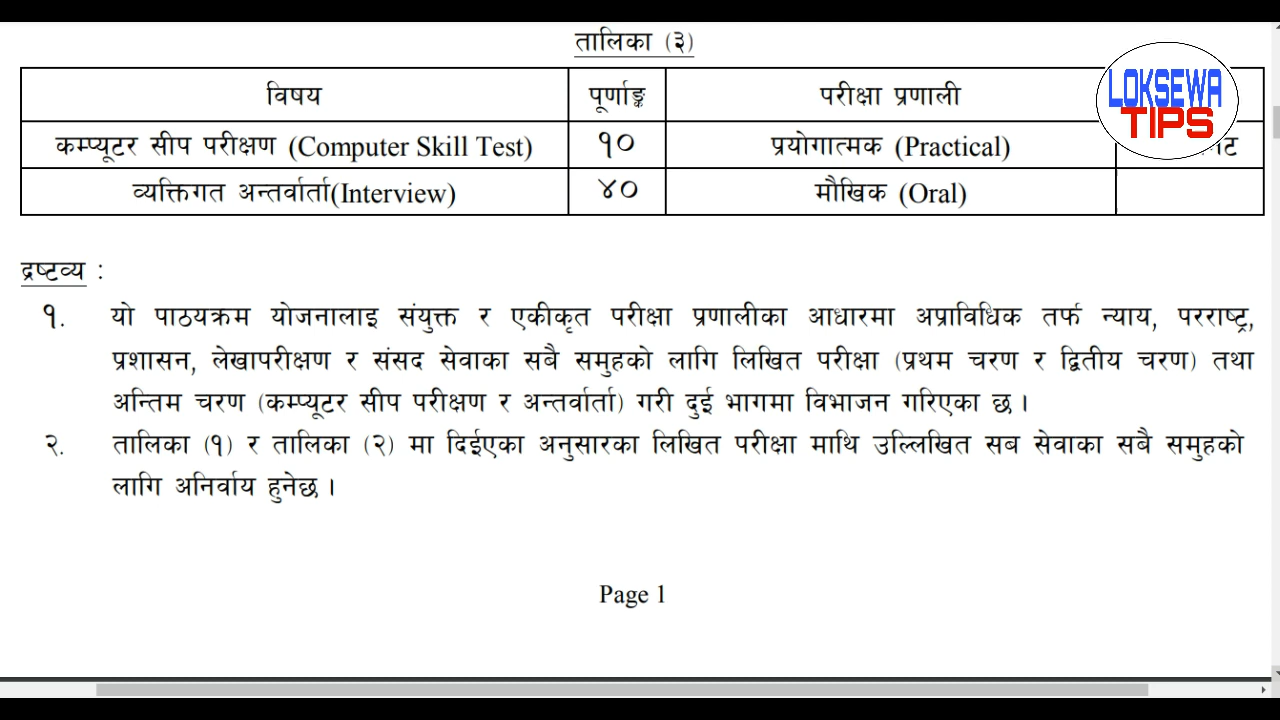 तालिका (३)
LOKSEWA
TIPS
विषय पूर्णाङ्क परीक्षा प्रणाली
कम्प्यूटर सीप परीक्षण (Computer Skill Test) १० प्रयोगात्मक (Practical)
व्यक्तिगत अन्तर्वार्ता(Interview) ४० मौखिक (Oral)
द्रष्टव्य :
१. यो पाठयक्रम योजनालाइ संयुक्त र एकीकृत परीक्षा प्रणालीका आधारमा अप्राविधिक तर्फ न्याय, परराष्ट्र,
प्रशासन, लेखापरीक्षण र संसद सेवाका सबै समुहको लागि लिखित परीक्षा (प्रथम चरण र द्वितीय चरण) तथा
अन्तिम चरण (कम्प्यूटर सीप परीक्षण र अन्तर्वार्ता) गरी दुई भागमा विभाजन गरिएका छ ।
२. तालिका (१) र तालिका (२) मा दिईएका अनुसारका लिखित परीक्षा माथि उल्लिखित सब सेवाका सबै समुहको
लागि अनिर्वाय हुनेछ ।
Page 1